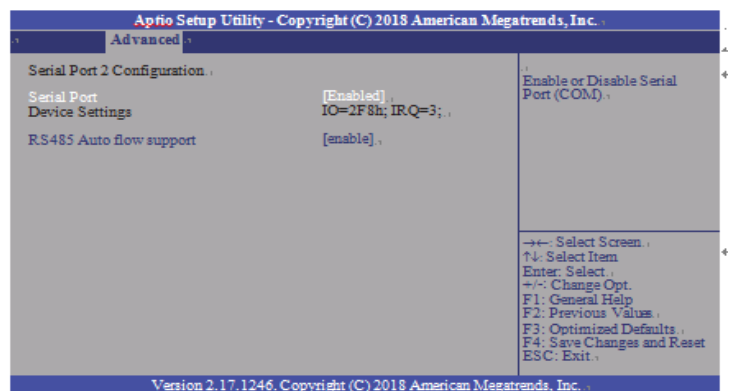 Aptio Setup Utility - Copyright (C) 2018 American Megatrends, Inc.
Advanced
Serial Port 2 Configuration
Serial Port [Enabled]
Device Settings IO=2F8h; IRQ=3;
RS485 Auto flow support [enable]
Enable or Disable Serial
Port (COM)
→←: Select Screen
↑↓: Select Item
Enter: Select
+/-: Change Opt.
F1: General Help
F2: Previous Values
F3: Optimized Defaults
F4: Save Changes and Reset
ESC: Exit
Version 2.17.1246. Copyright (C) 2018 American Megatrends, Inc.